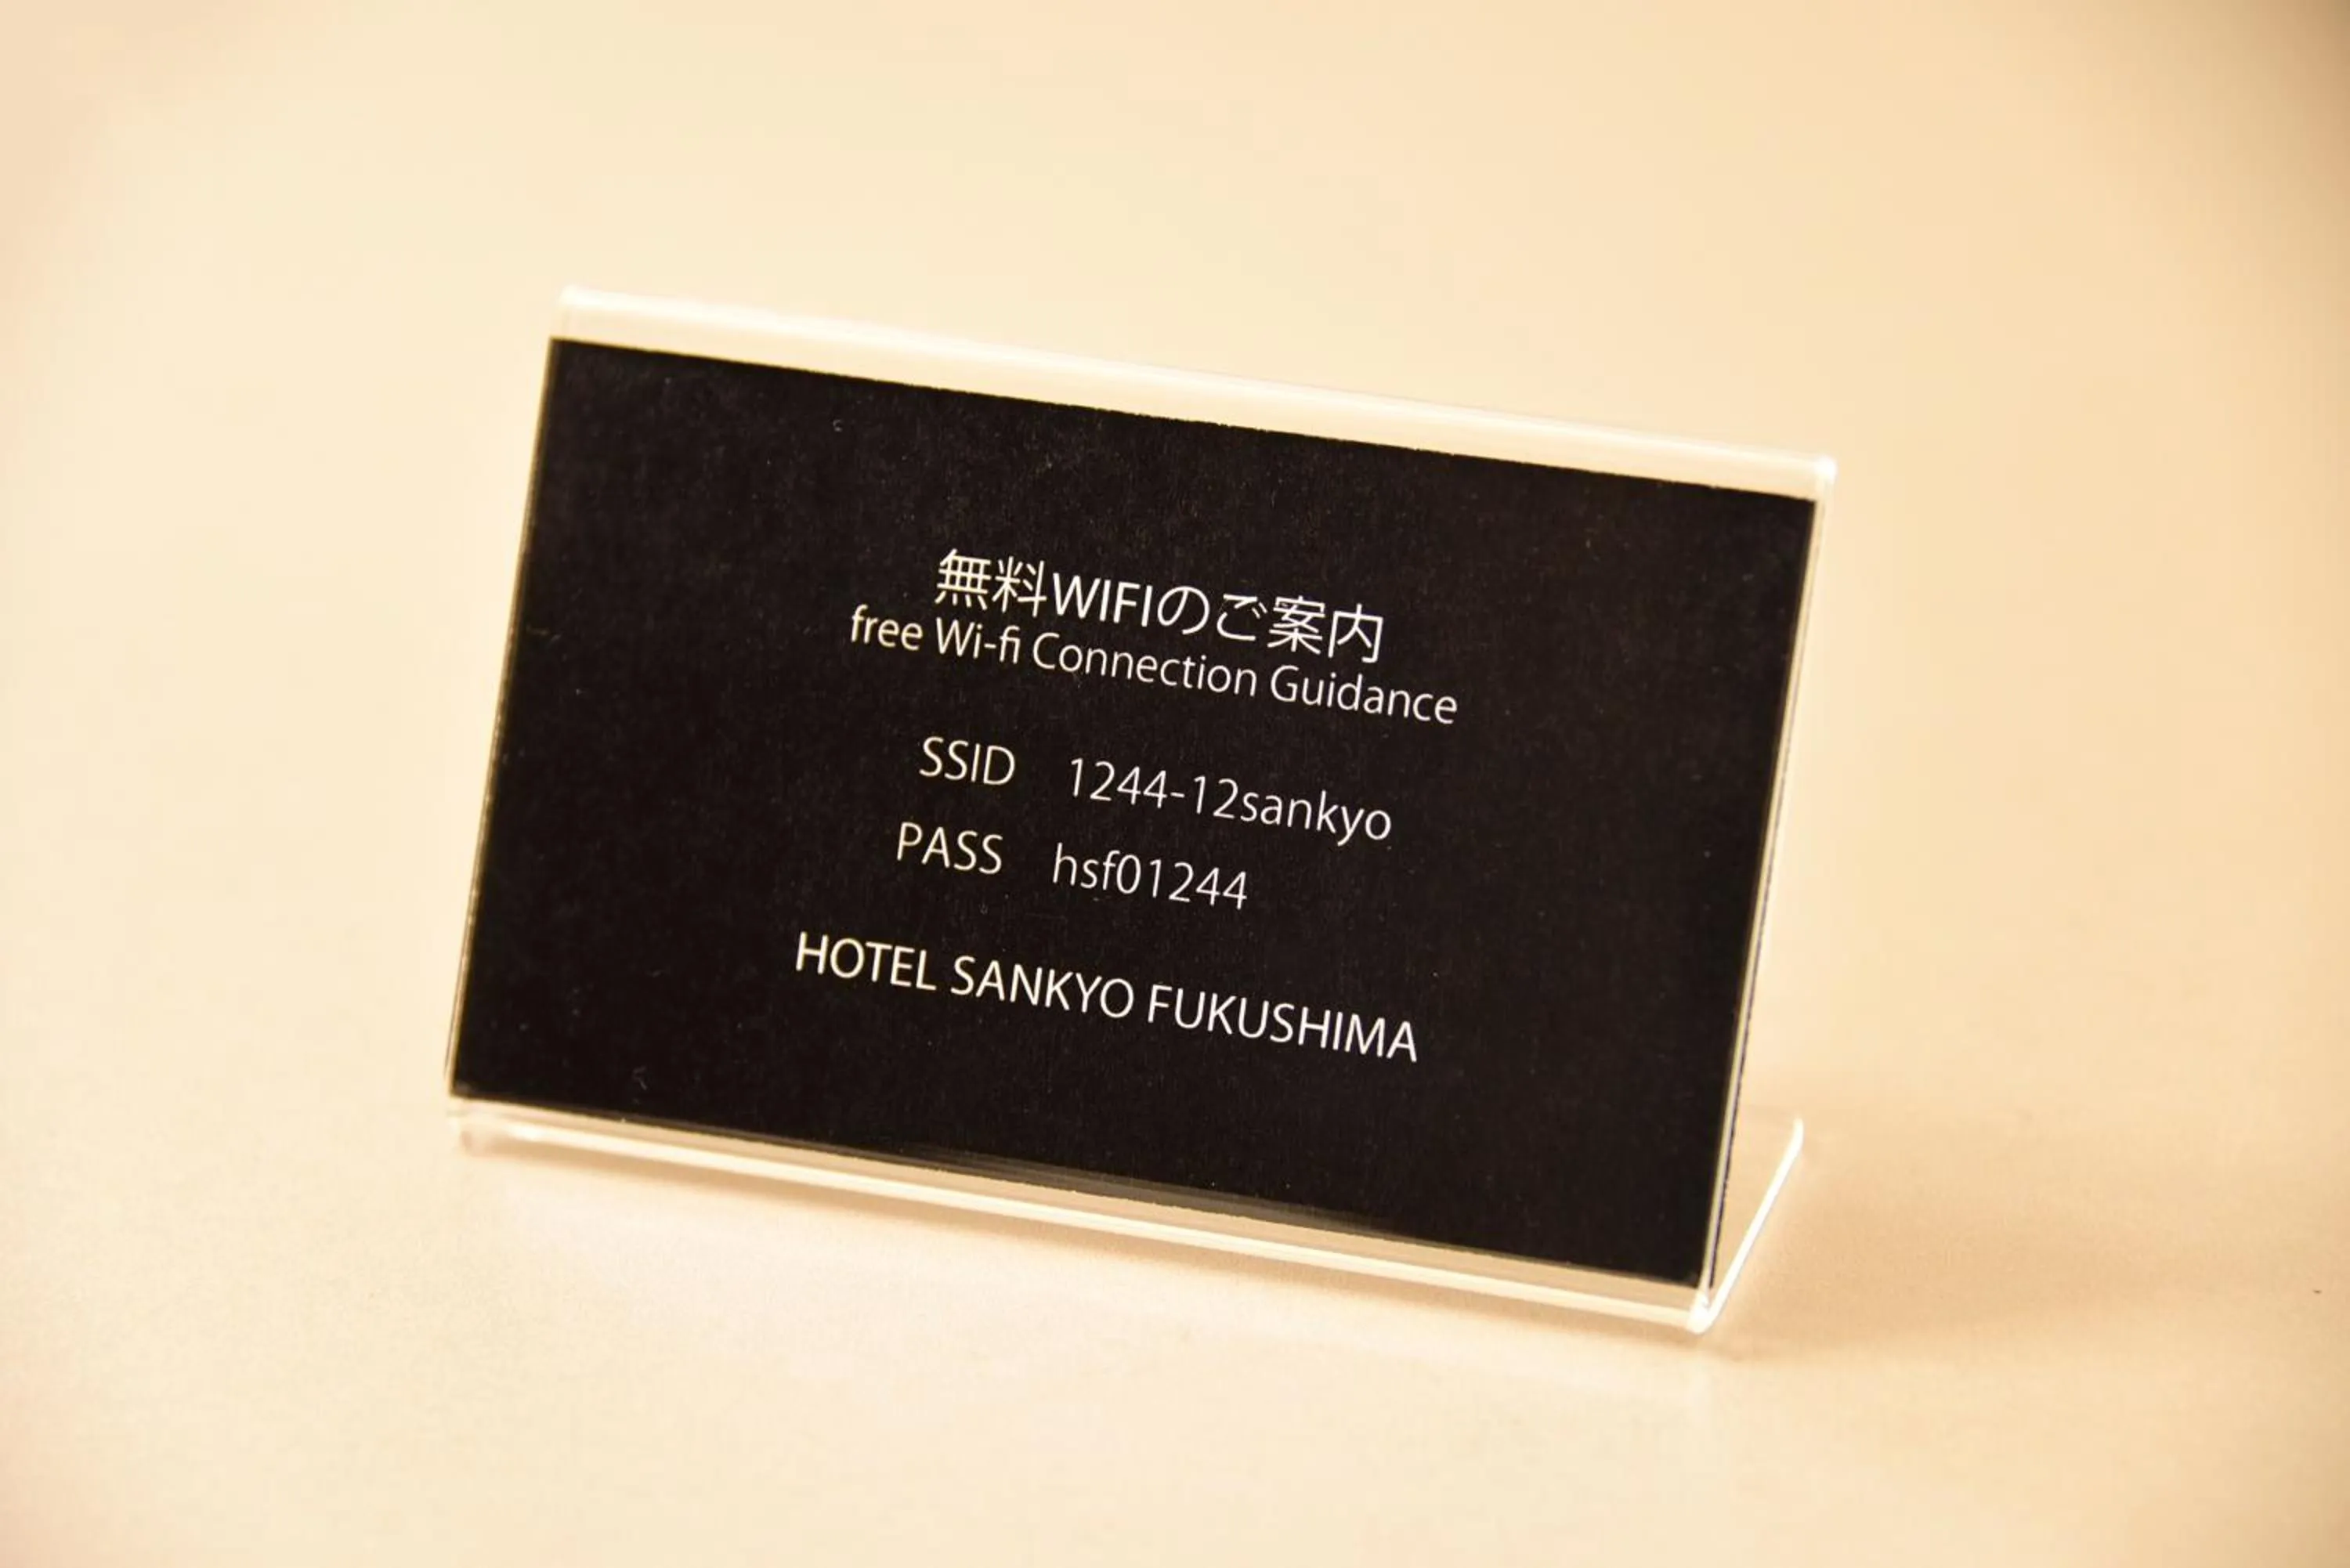 無料WIFIのご案内
free Wi-fi Connection Guidance
SSID 1244-12sankyo
PASS hsf01244
HOTEL SANKYO FUKUSHIMA